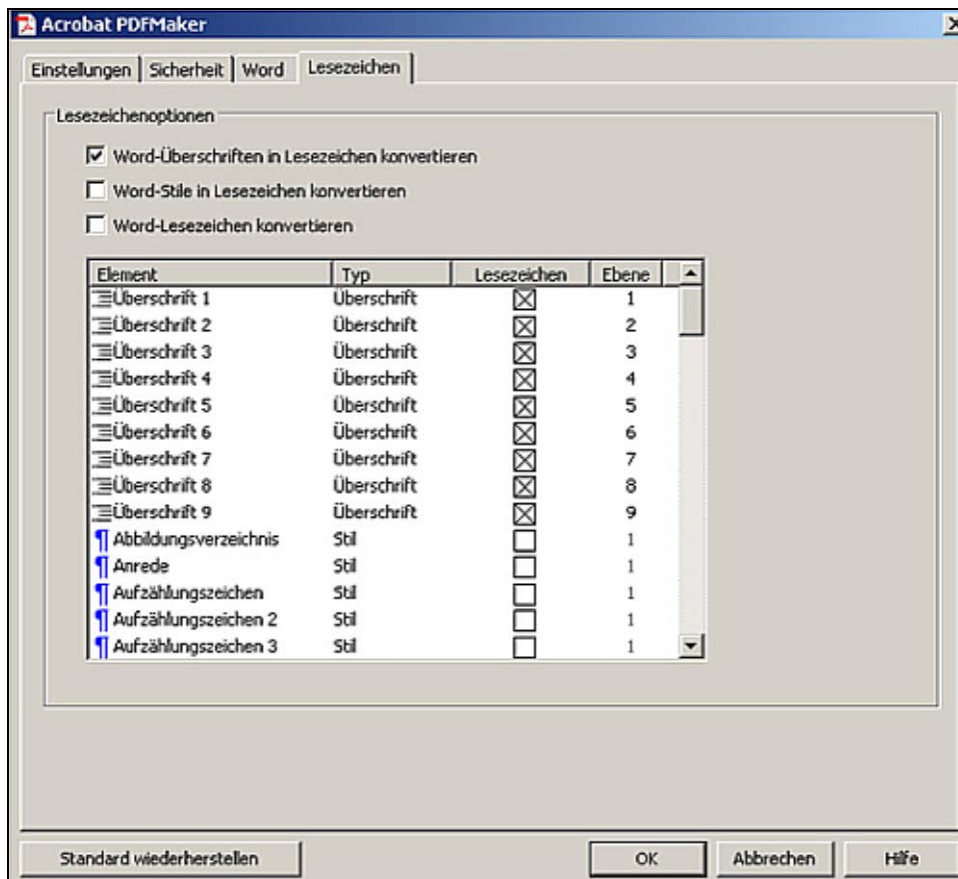 Acrobat PDFMaker
Einstellungen Sicherheit Word Lesezeichen
Lesezeichenoptionen
Word-Überschriften in Lesezeichen konvertieren
Word-Stile in Lesezeichen konvertieren
Word-Lesezeichen konvertieren
Element Typ Lesezeichen Ebene
Überschrift 1 Überschrift 1
Überschrift 2 Überschrift 2
Überschrift 3 Überschrift 3
Überschrift 4 Überschrift 4
Überschrift 5 Überschrift 5
Überschrift 6 Überschrift 6
Überschrift 7 Überschrift 7
Überschrift 8 Überschrift 8
Überschrift 9 Überschrift 9
Abbildungsverzeichnis Stil 1
Anrede Stil 1
Aufzählungszeichen Stil 1
Aufzählungszeichen 2 Stil 1
Aufzählungszeichen 3 Stil 1
Standard wiederherstellen OK Abbrechen Hilfe